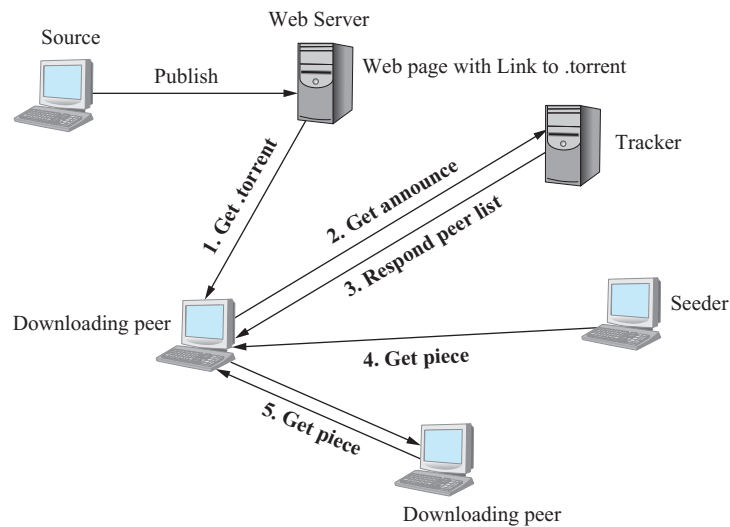 Web Server
Source
Publish
Web page with Link to .torrent
Tracker
1. Get .torrent
2. Get announce
3. Respond peer list
Seeder
Downloading peer
4. Get piece
5. Get piece
Downloading peer